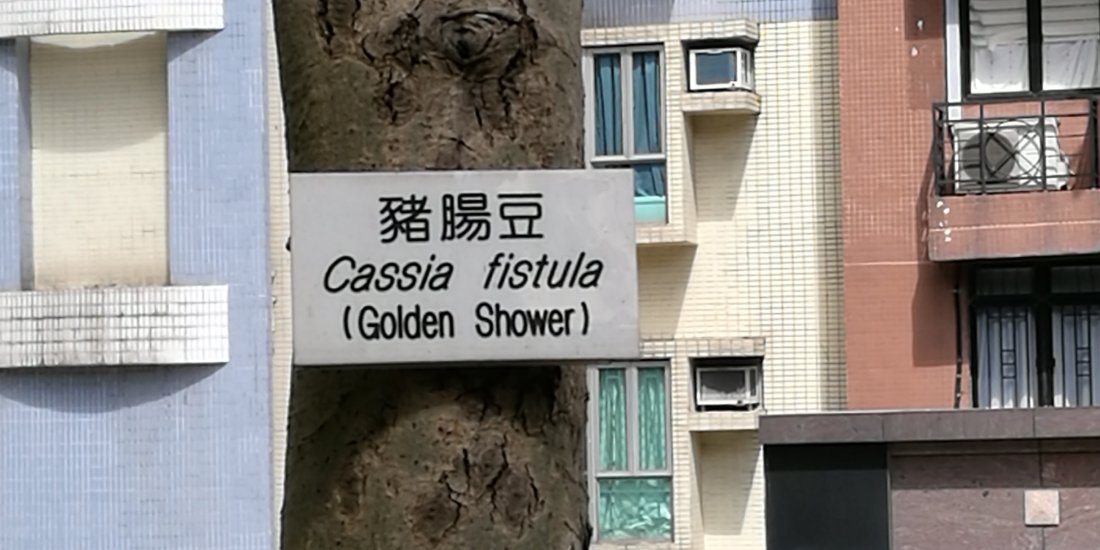 豬腸豆
Cassia fistula
(Golden Shower)